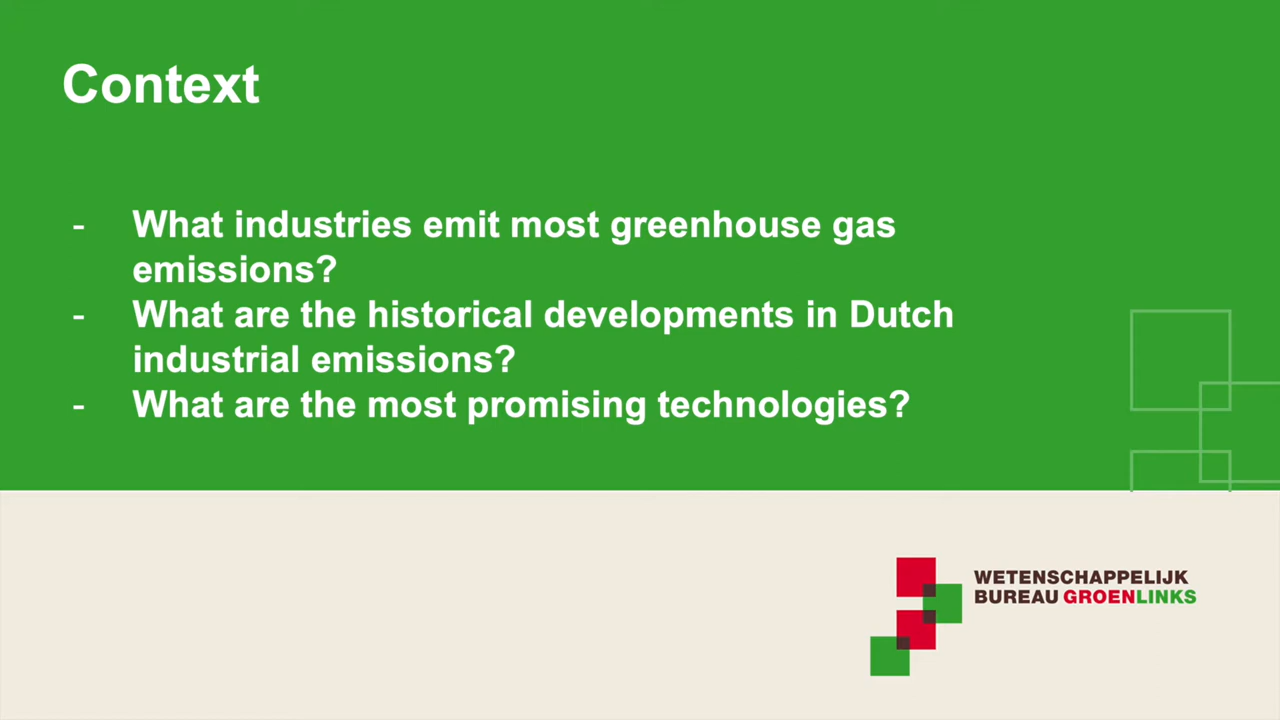 Context
- What industries emit most greenhouse gas
emissions?
- What are the historical developments in Dutch
industrial emissions?
- What are the most promising technologies?
WETENSCHAPPELIJK
BUREAU GROENLINKS